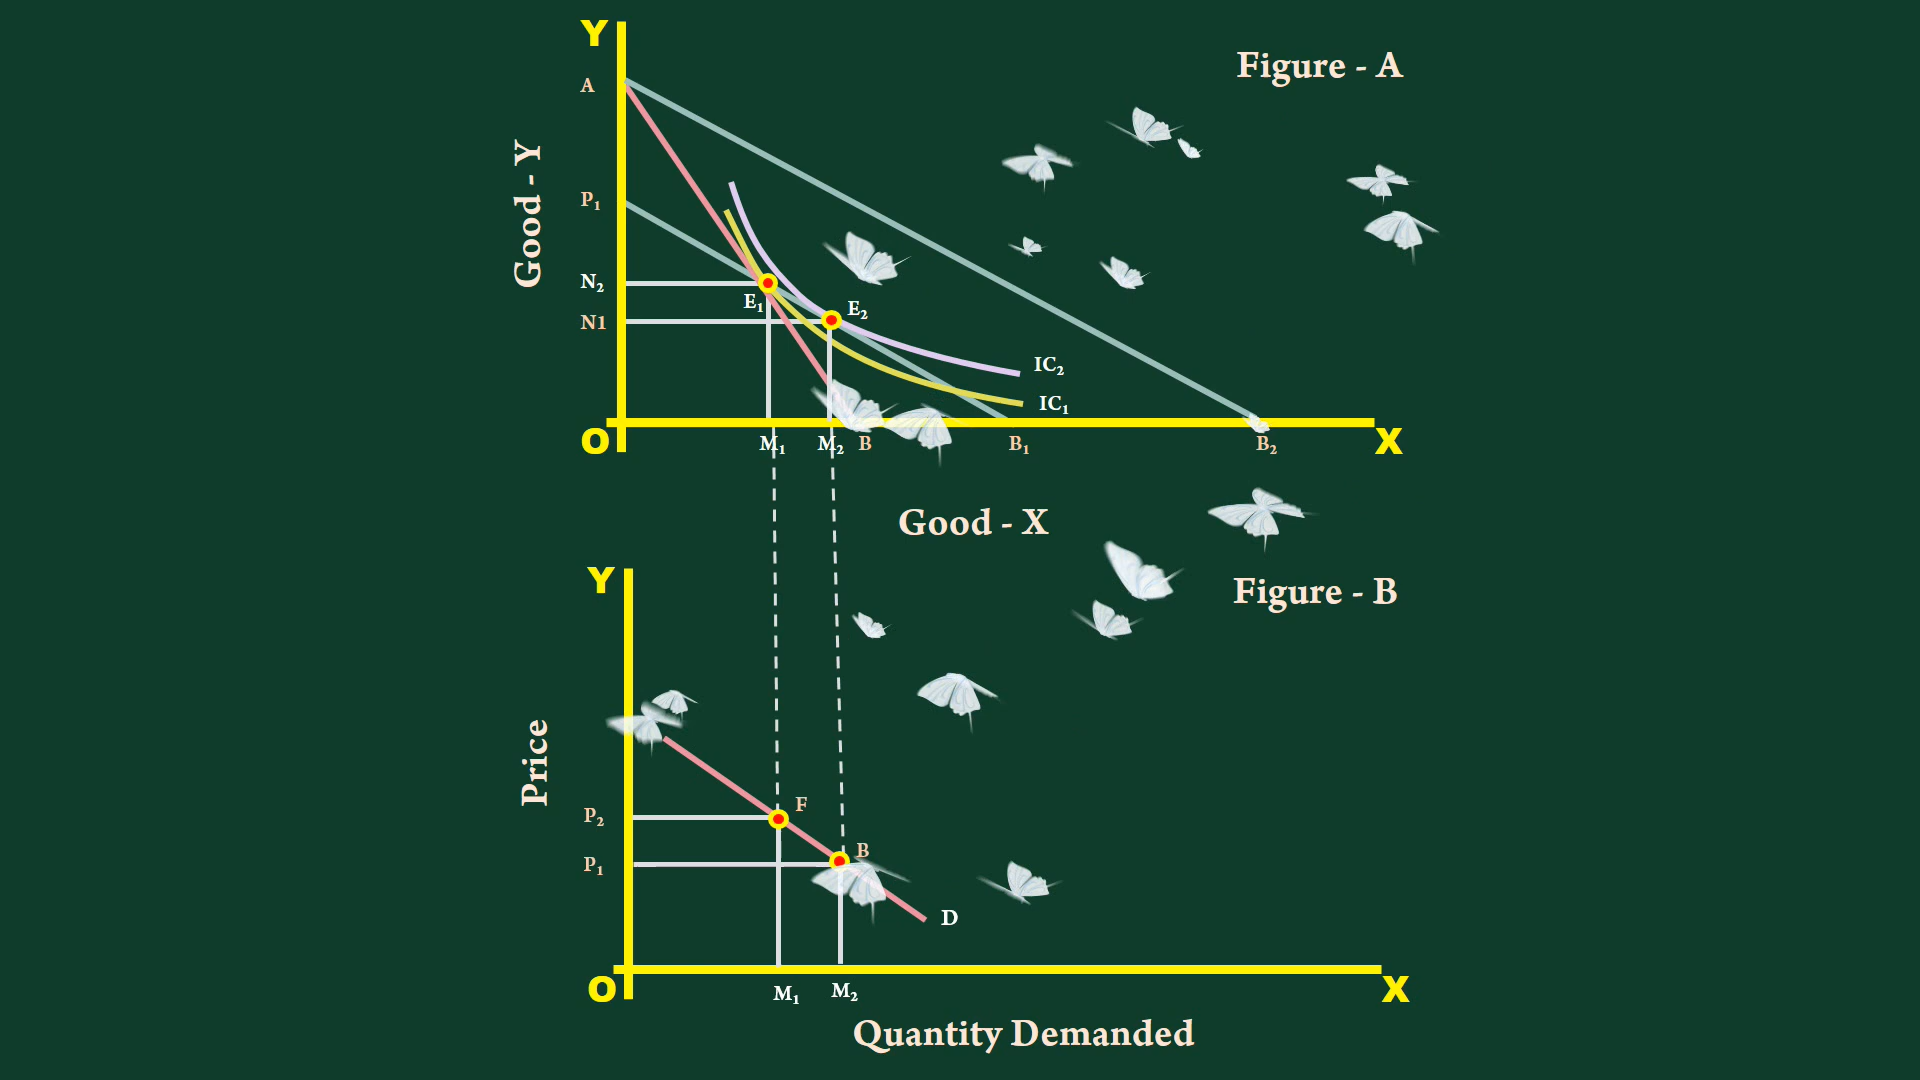 Y
Figure - A
A
Good - Y
P₁
N₂
E₁
E₂
N1
IC₂
IC₁
O
M₁
M₂
B
B₁
B₂
X
Good - X
Y
Figure - B
Price
F
P₂
B
P₁
D
O
M₁
M₂
X
Quantity Demanded